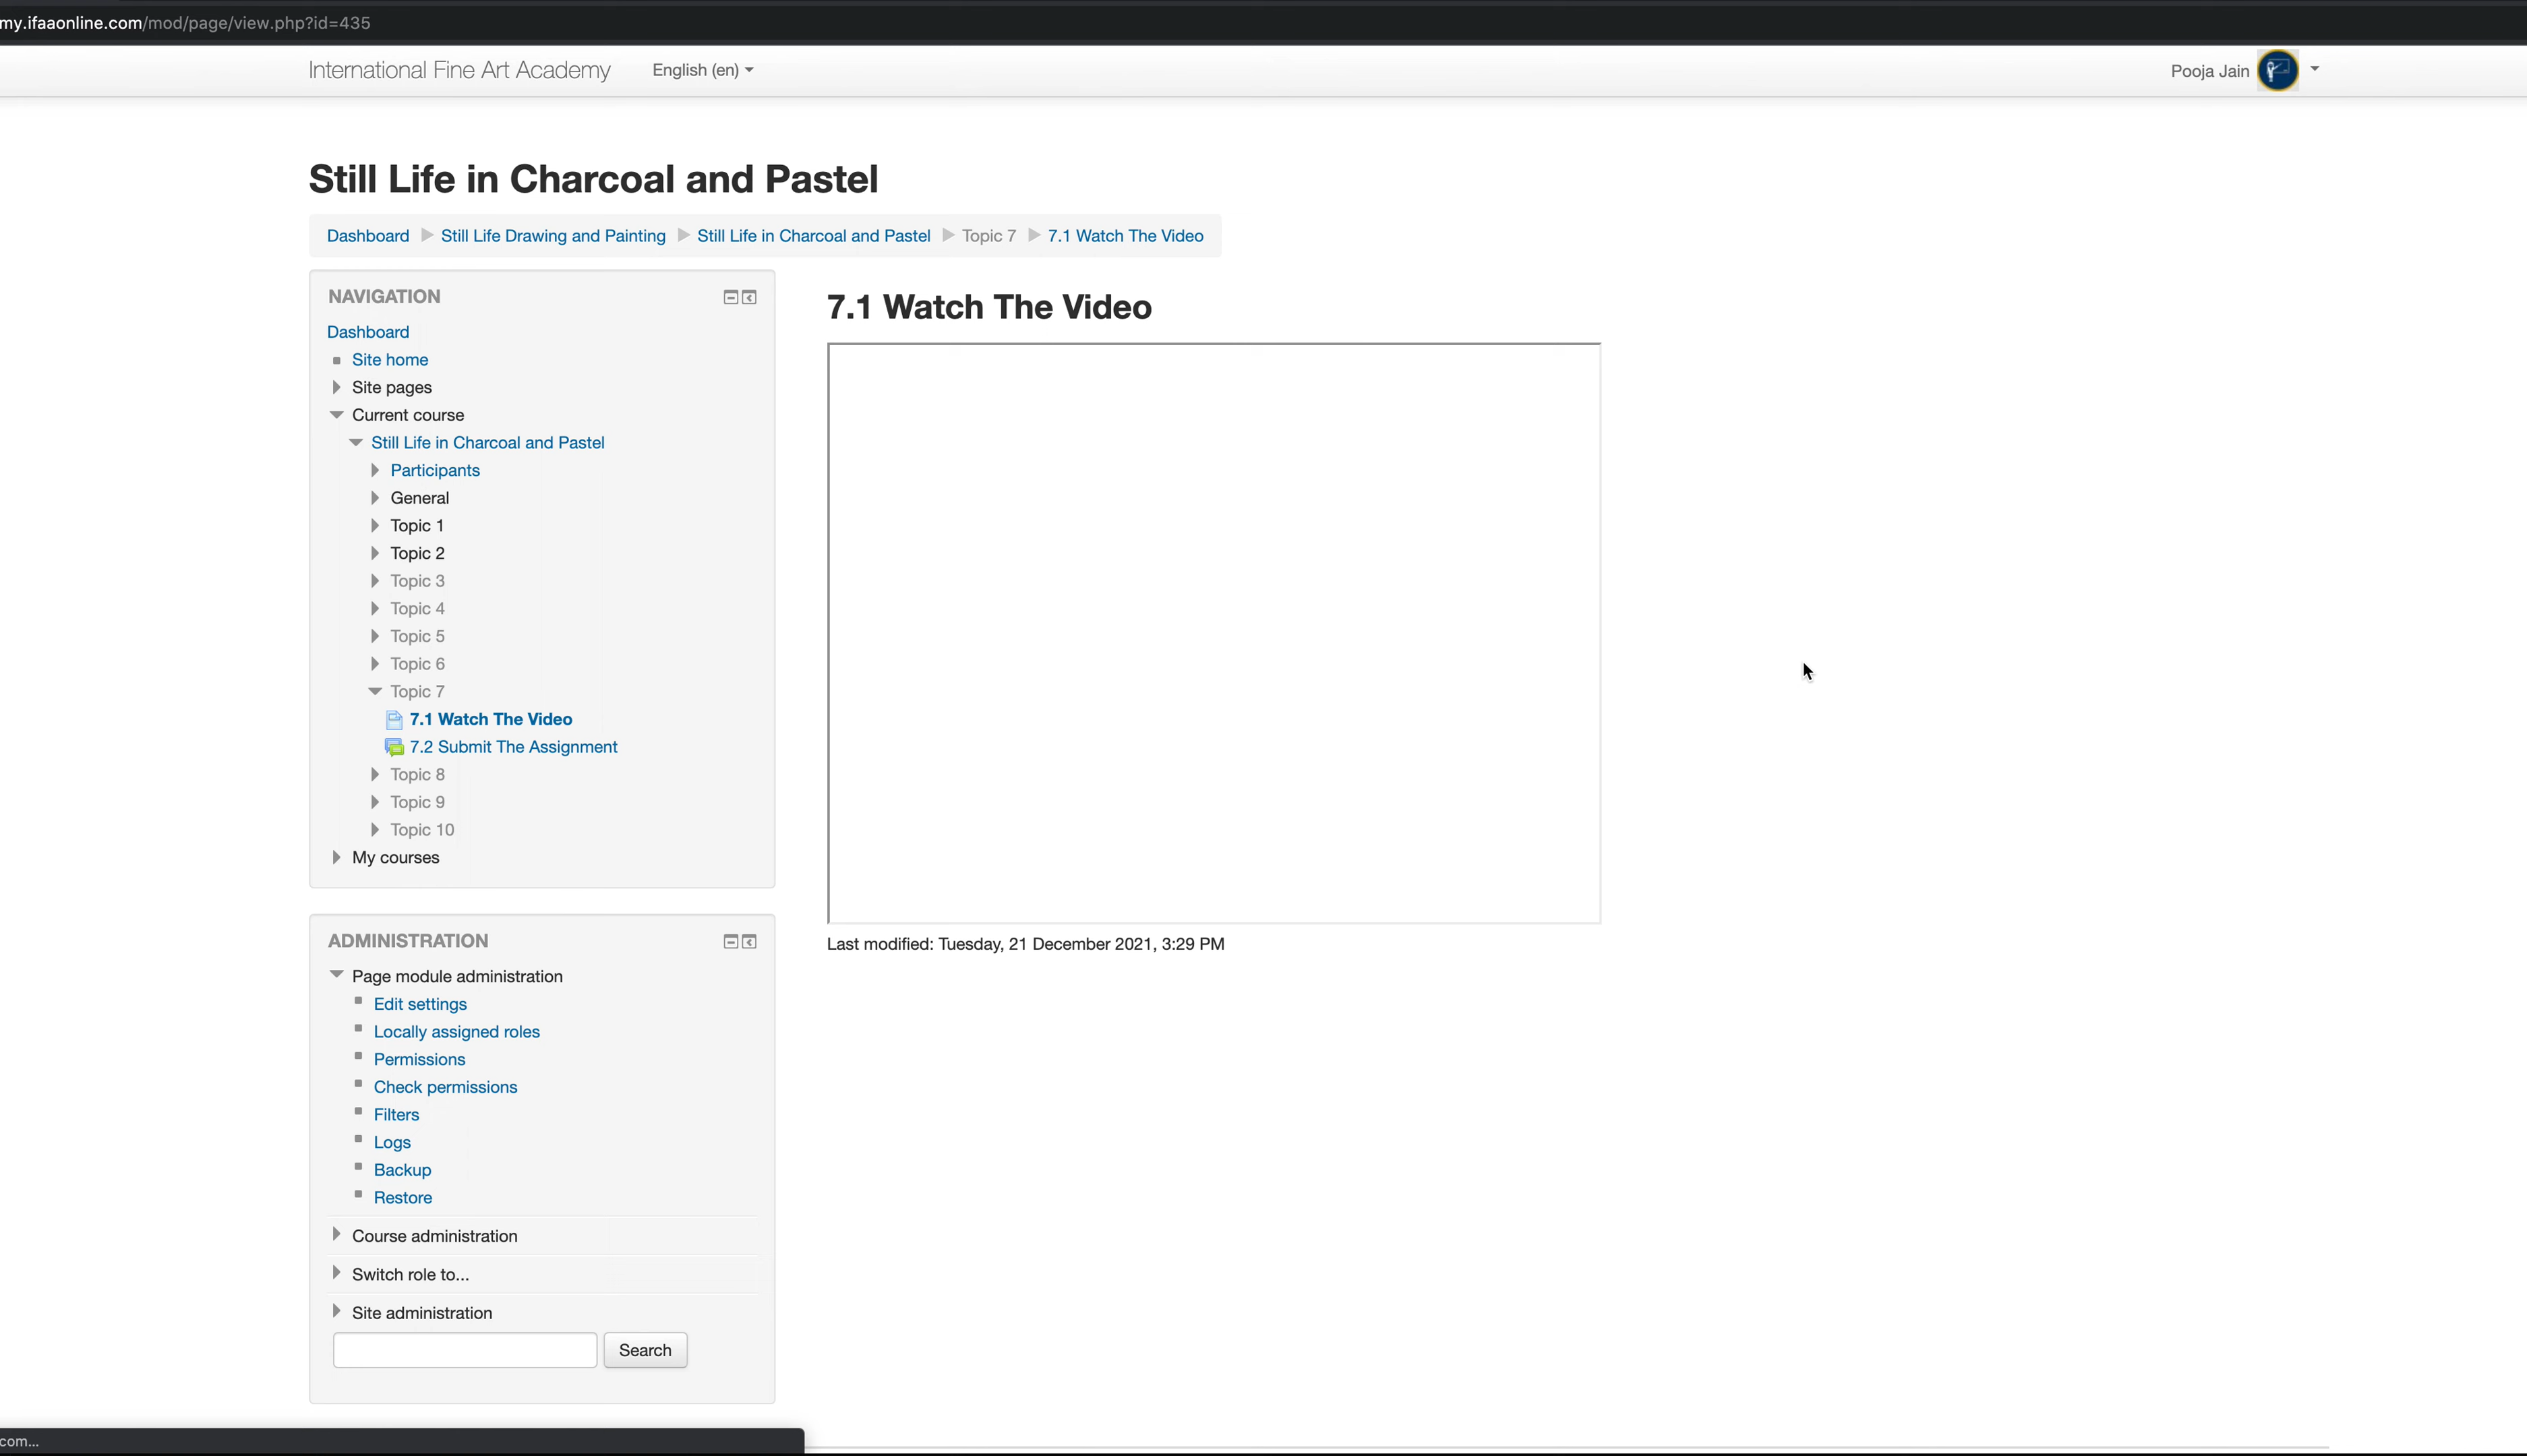 my.ifaaonline.com/mod/page/view.php?id=435
International Fine Art Academy English (en) Pooja Jain
Still Life in Charcoal and Pastel
Dashboard Still Life Drawing and Painting Still Life in Charcoal and Pastel Topic 7 7.1 Watch The Video
NAVIGATION
Dashboard
Site home
Site pages
Current course
Still Life in Charcoal and Pastel
Participants
General
Topic 1
Topic 2
Topic 3
Topic 4
Topic 5
Topic 6
Topic 7
7.1 Watch The Video
7.2 Submit The Assignment
Topic 8
Topic 9
Topic 10
My courses
ADMINISTRATION
Page module administration
Edit settings
Locally assigned roles
Permissions
Check permissions
Filters
Logs
Backup
Restore
Course administration
Switch role to...
Site administration
Search
7.1 Watch The Video
Last modified: Tuesday, 21 December 2021, 3:29 PM
com...